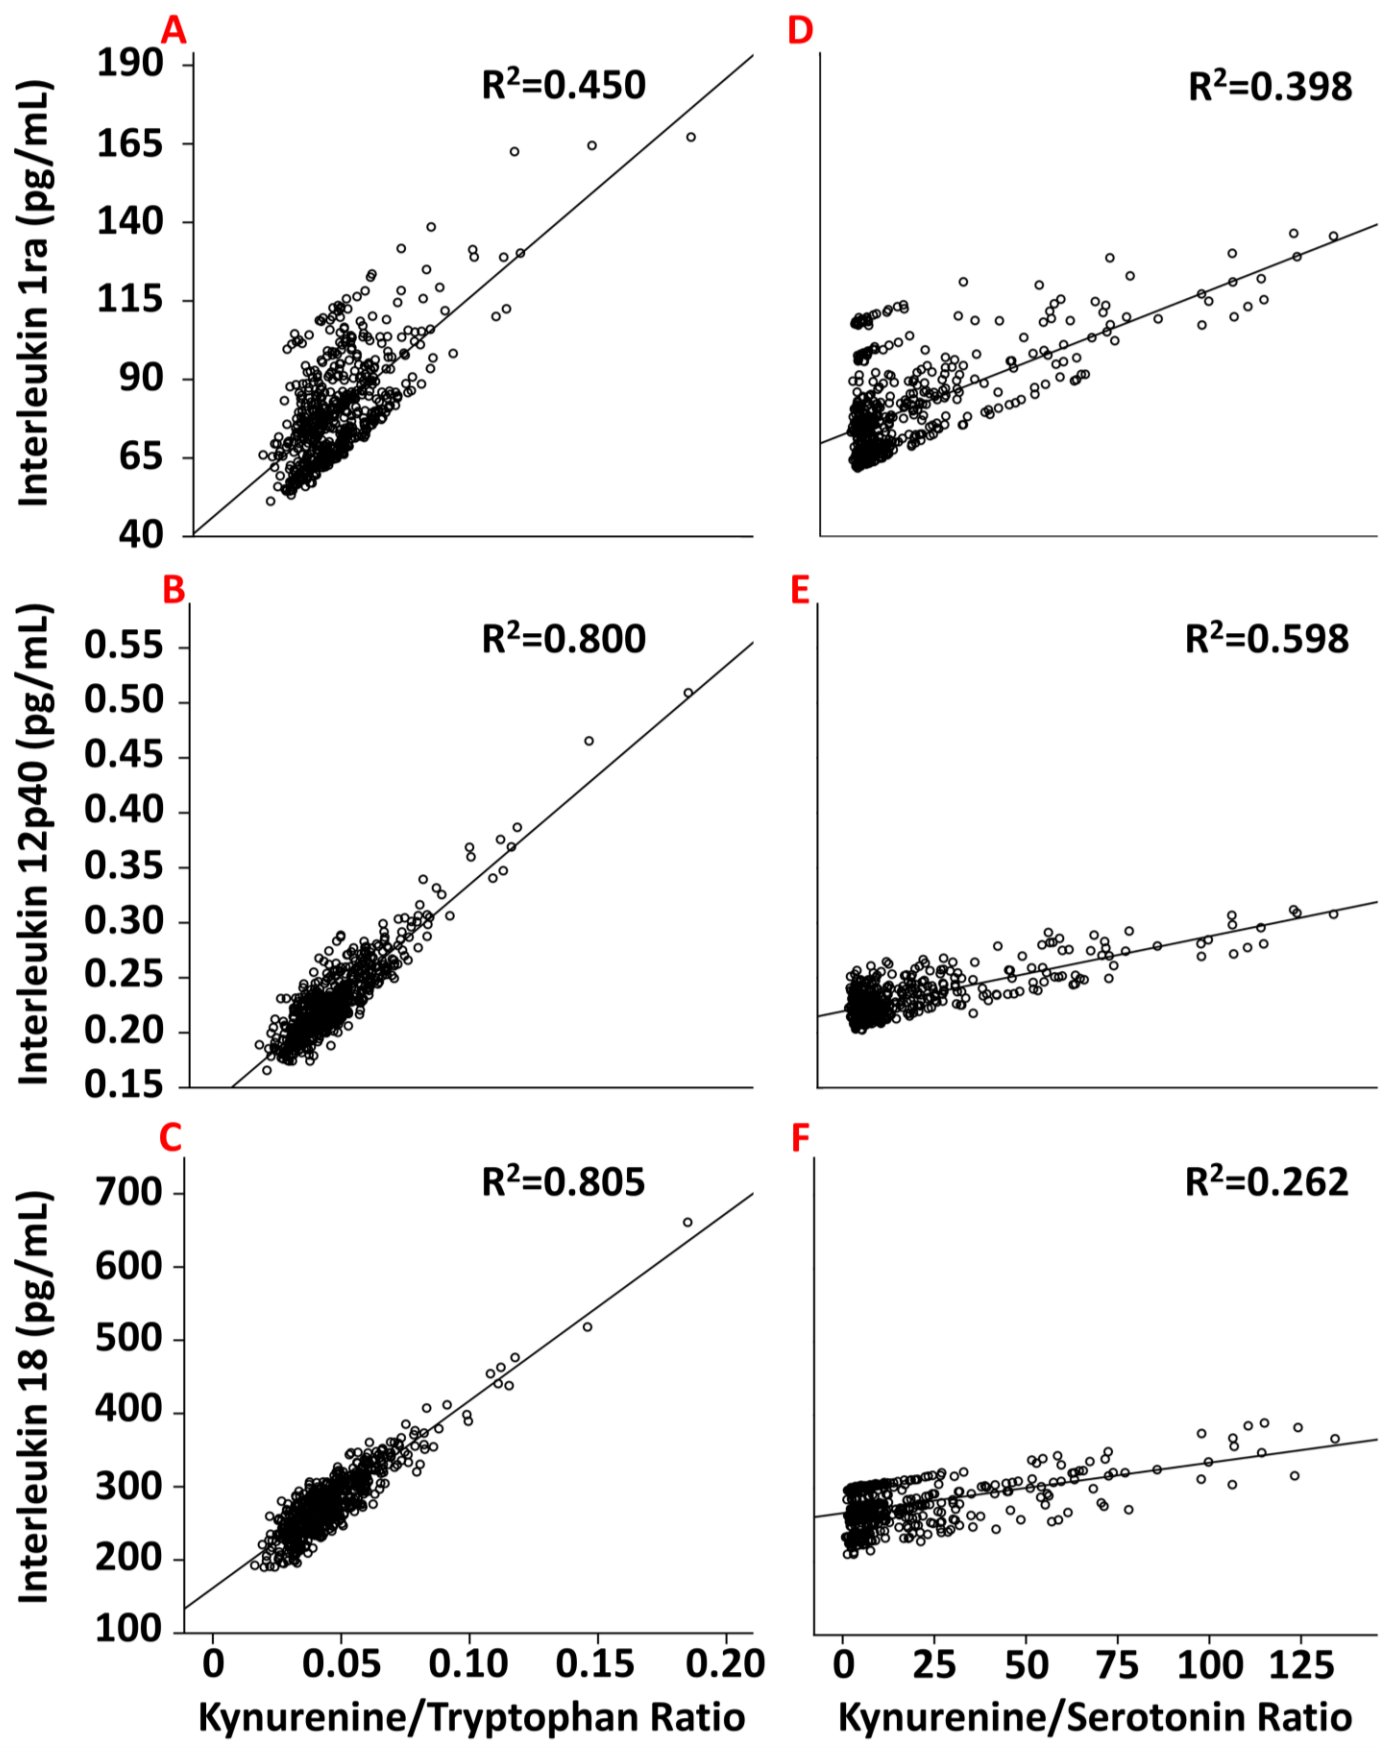 A
Interleukin 1ra (pg/mL)
190
165
140
115
90
65
40
R²=0.450
D
R²=0.398
B
Interleukin 12p40 (pg/mL)
0.55
0.50
0.45
0.40
0.35
0.30
0.25
0.20
0.15
R²=0.800
E
R²=0.598
C
Interleukin 18 (pg/mL)
700
600
500
400
300
200
100
R²=0.805
0 0.05 0.10 0.15 0.20
Kynurenine/Tryptophan Ratio
F
R²=0.262
0 25 50 75 100 125
Kynurenine/Serotonin Ratio